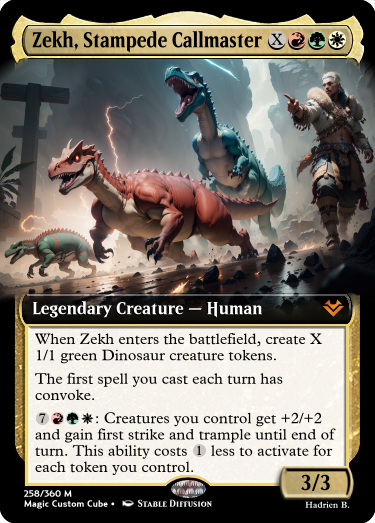 Zekh, Stampede Callmaster X
Legendary Creature — Human
When Zekh enters the battlefield, create X
1/1 green Dinosaur creature tokens.
The first spell you cast each turn has
convoke.
7: Creatures you control get +2/+2
and gain first strike and trample until end of
turn. This ability costs 1 less to activate for
each token you control.
3/3
258/360 M
Magic Custom Cube • Stable Diffusion
Hadrien B.